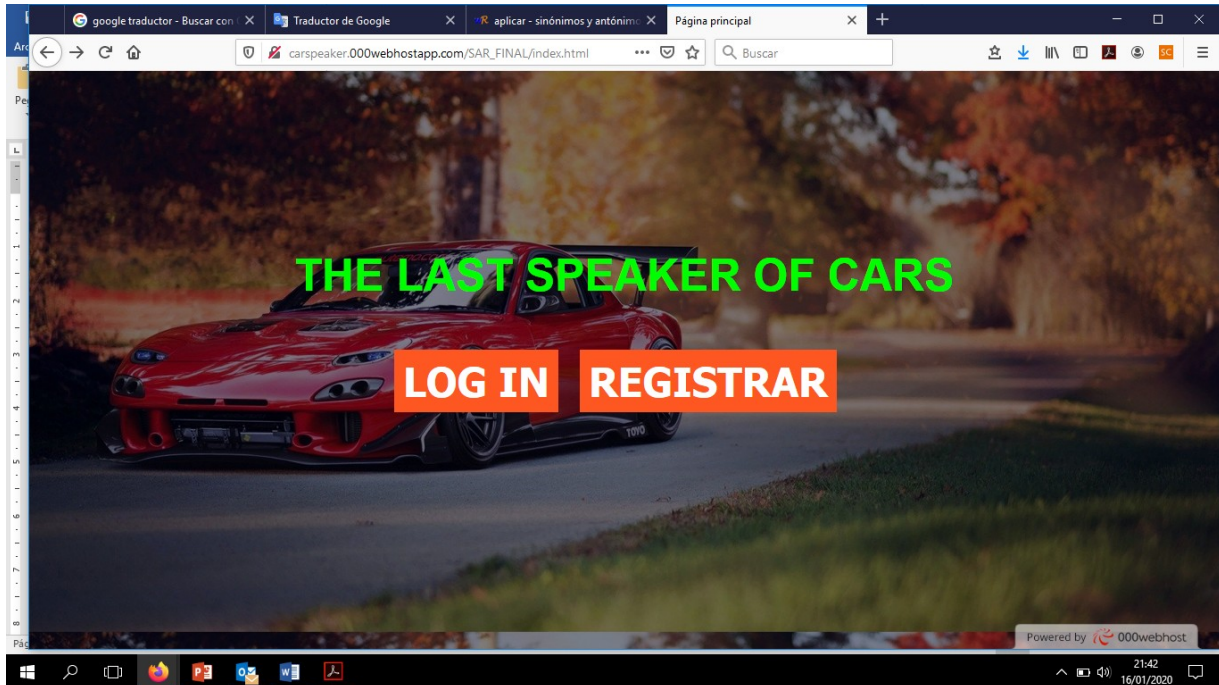 google traductor - Buscar con
Traductor de Google
aplicar - sinónimos y antónimo
Página principal
carspeaker.000webhostapp.com/SAR_FINAL/index.html
Buscar
THE LAST SPEAKER OF CARS
LOG IN
REGISTRAR
TOYO
Powered by 000webhost
21:42
16/01/2020